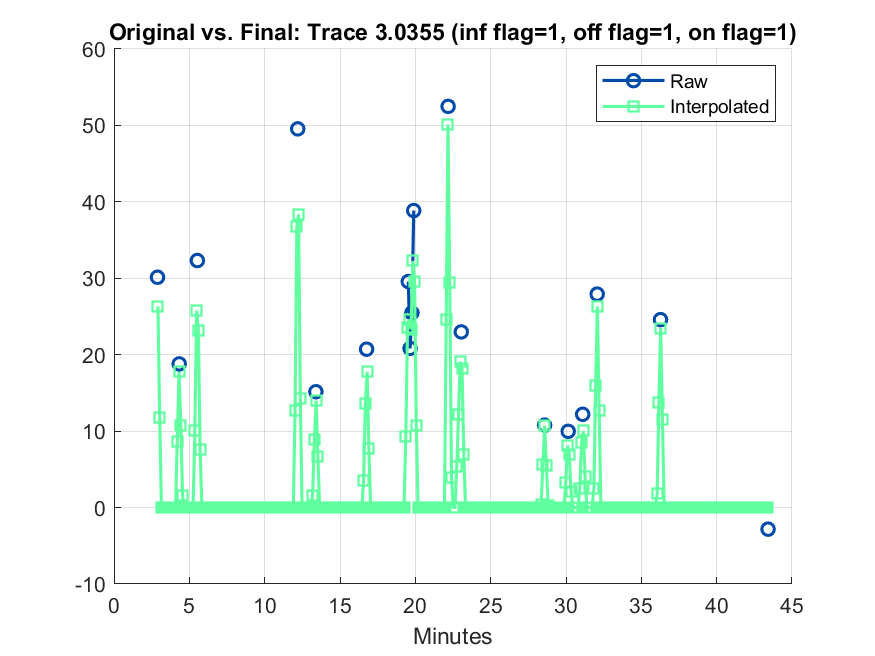 Original vs. Final: Trace 3.0355 (inf flag=1, off flag=1, on flag=1)
60
50
40
30
20
10
0
-10
Raw
Interpolated
0 5 10 15 20 25 30 35 40 45
Minutes